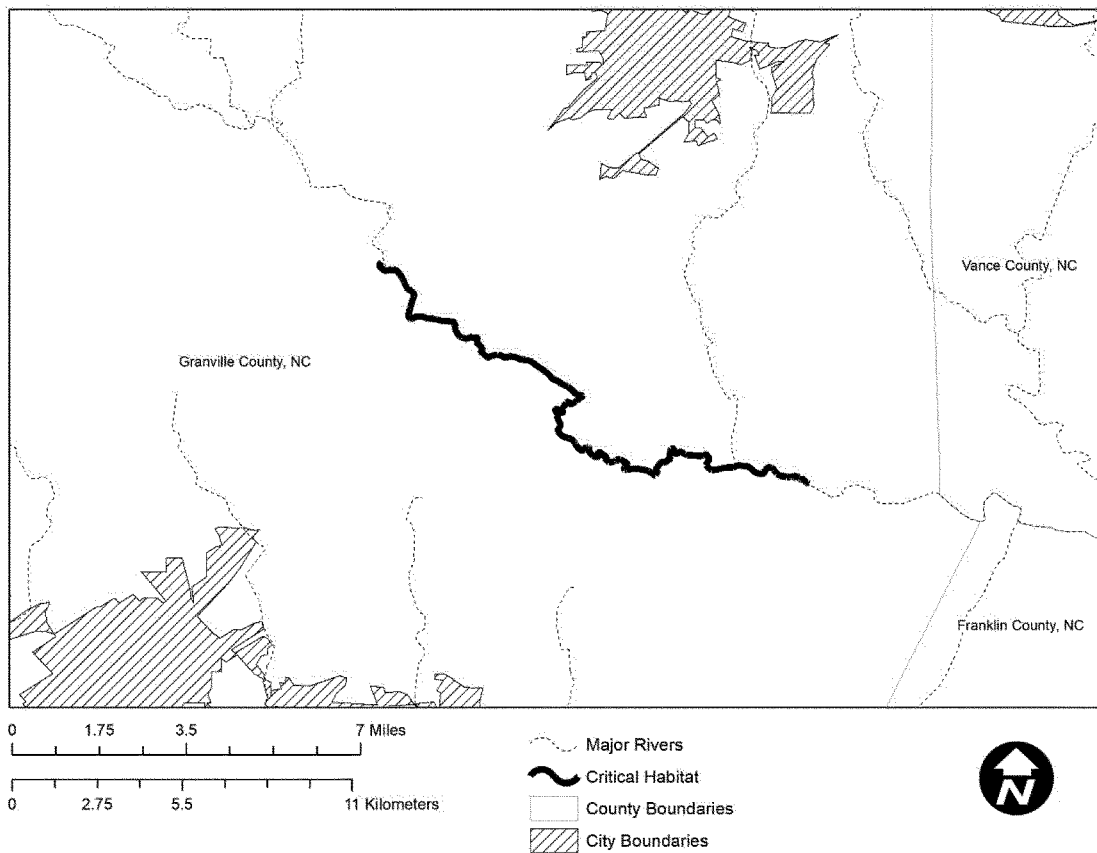 Vance County, NC
Granville County, NC
Franklin County, NC
0 1.75 3.5 7 Miles
0 2.75 5.5 11 Kilometers
Major Rivers
Critical Habitat
County Boundaries
City Boundaries
N